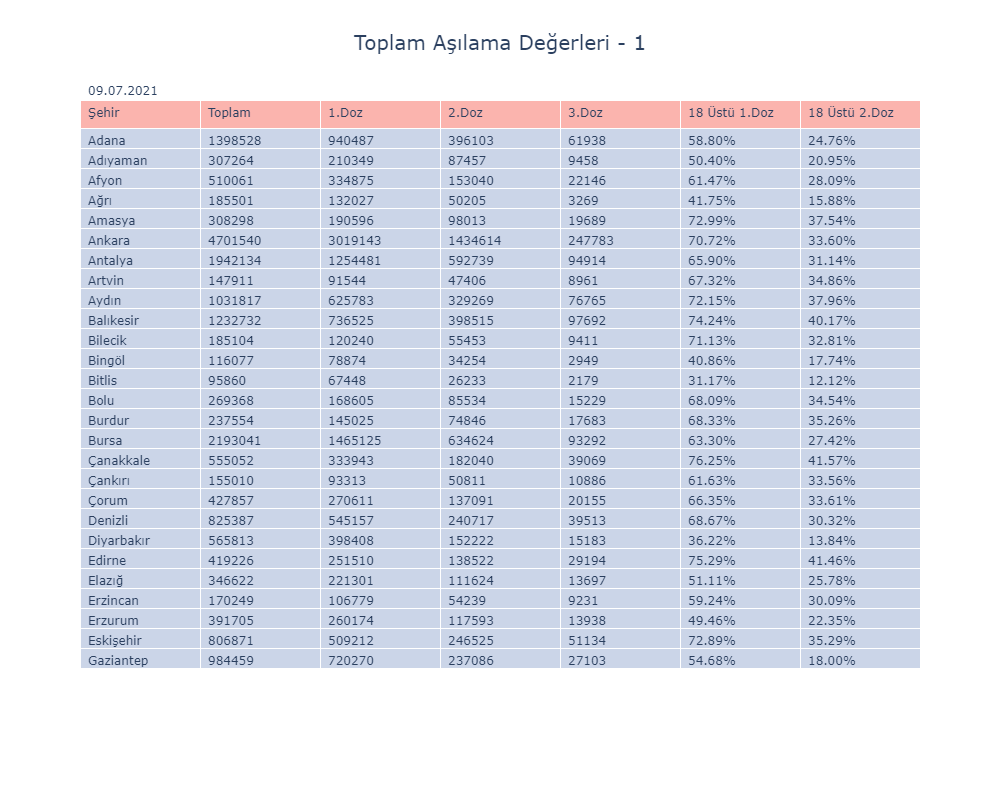 Toplam Aşılama Değerleri - 1
09.07.2021
Şehir Toplam 1.Doz 2.Doz 3.Doz 18 Üstü 1.Doz 18 Üstü 2.Doz
Adana 1398528 940487 396103 61938 58.80% 24.76%
Adıyaman 307264 210349 87457 9458 50.40% 20.95%
Afyon 510061 334875 153040 22146 61.47% 28.09%
Ağrı 185501 132027 50205 3269 41.75% 15.88%
Amasya 308298 190596 98013 19689 72.99% 37.54%
Ankara 4701540 3019143 1434614 247783 70.72% 33.60%
Antalya 1942134 1254481 592739 94914 65.90% 31.14%
Artvin 147911 91544 47406 8961 67.32% 34.86%
Aydın 1031817 625783 329269 76765 72.15% 37.96%
Balıkesir 1232732 736525 398515 97692 74.24% 40.17%
Bilecik 185104 120240 55453 9411 71.13% 32.81%
Bingöl 116077 78874 34254 2949 40.86% 17.74%
Bitlis 95860 67448 26233 2179 31.17% 12.12%
Bolu 269368 168605 85534 15229 68.09% 34.54%
Burdur 237554 145025 74846 17683 68.33% 35.26%
Bursa 2193041 1465125 634624 93292 63.30% 27.42%
Çanakkale 555052 333943 182040 39069 76.25% 41.57%
Çankırı 155010 93313 50811 10886 61.63% 33.56%
Çorum 427857 270611 137091 20155 66.35% 33.61%
Denizli 825387 545157 240717 39513 68.67% 30.32%
Diyarbakır 565813 398408 152222 15183 36.22% 13.84%
Edirne 419226 251510 138522 29194 75.29% 41.46%
Elazığ 346622 221301 111624 13697 51.11% 25.78%
Erzincan 170249 106779 54239 9231 59.24% 30.09%
Erzurum 391705 260174 117593 13938 49.46% 22.35%
Eskişehir 806871 509212 246525 51134 72.89% 35.29%
Gaziantep 984459 720270 237086 27103 54.68% 18.00%